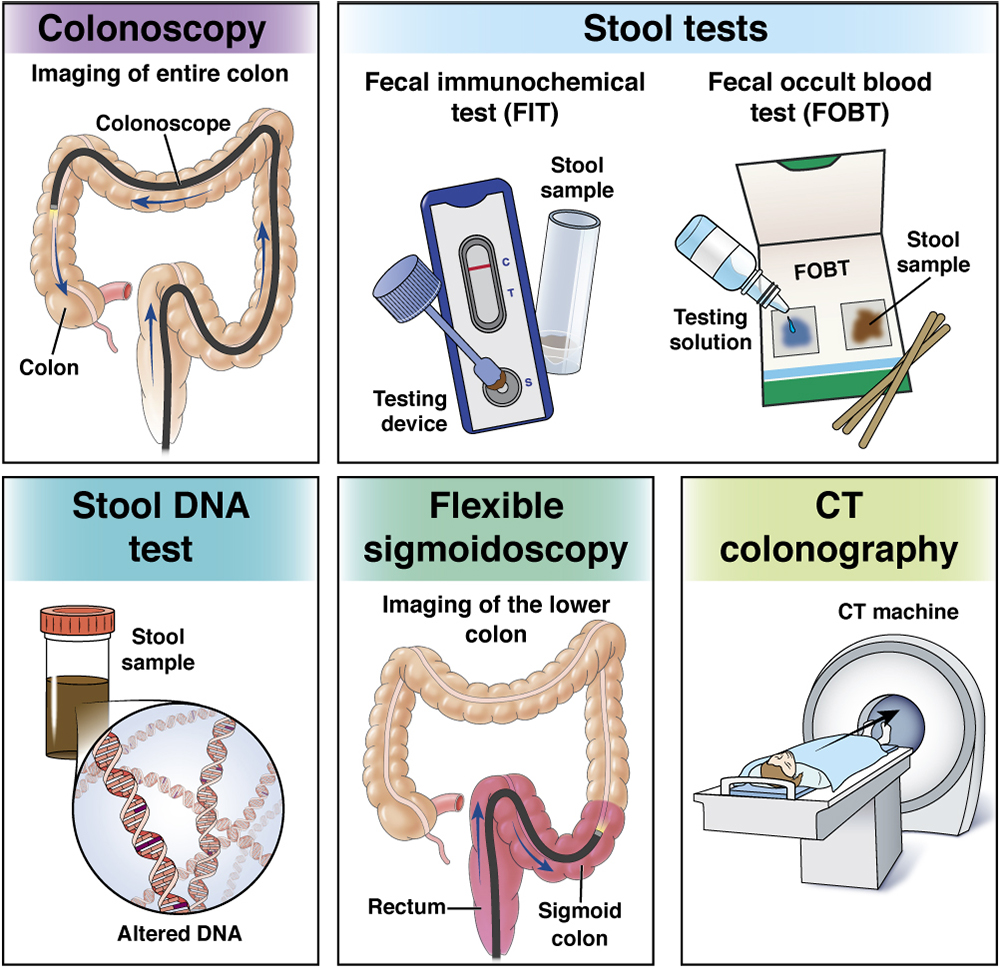 Colonoscopy
Imaging of entire colon
Colonoscope
Colon
Stool tests
Fecal immunochemical
test (FIT)
Stool
sample
C
T
S
Testing
device
Fecal occult blood
test (FOBT)
FOBT
Stool
sample
Testing
solution
Stool DNA
test
Stool
sample
Altered DNA
Flexible
sigmoidoscopy
Imaging of the lower
colon
Rectum
Sigmoid
colon
CT
colonography
CT machine